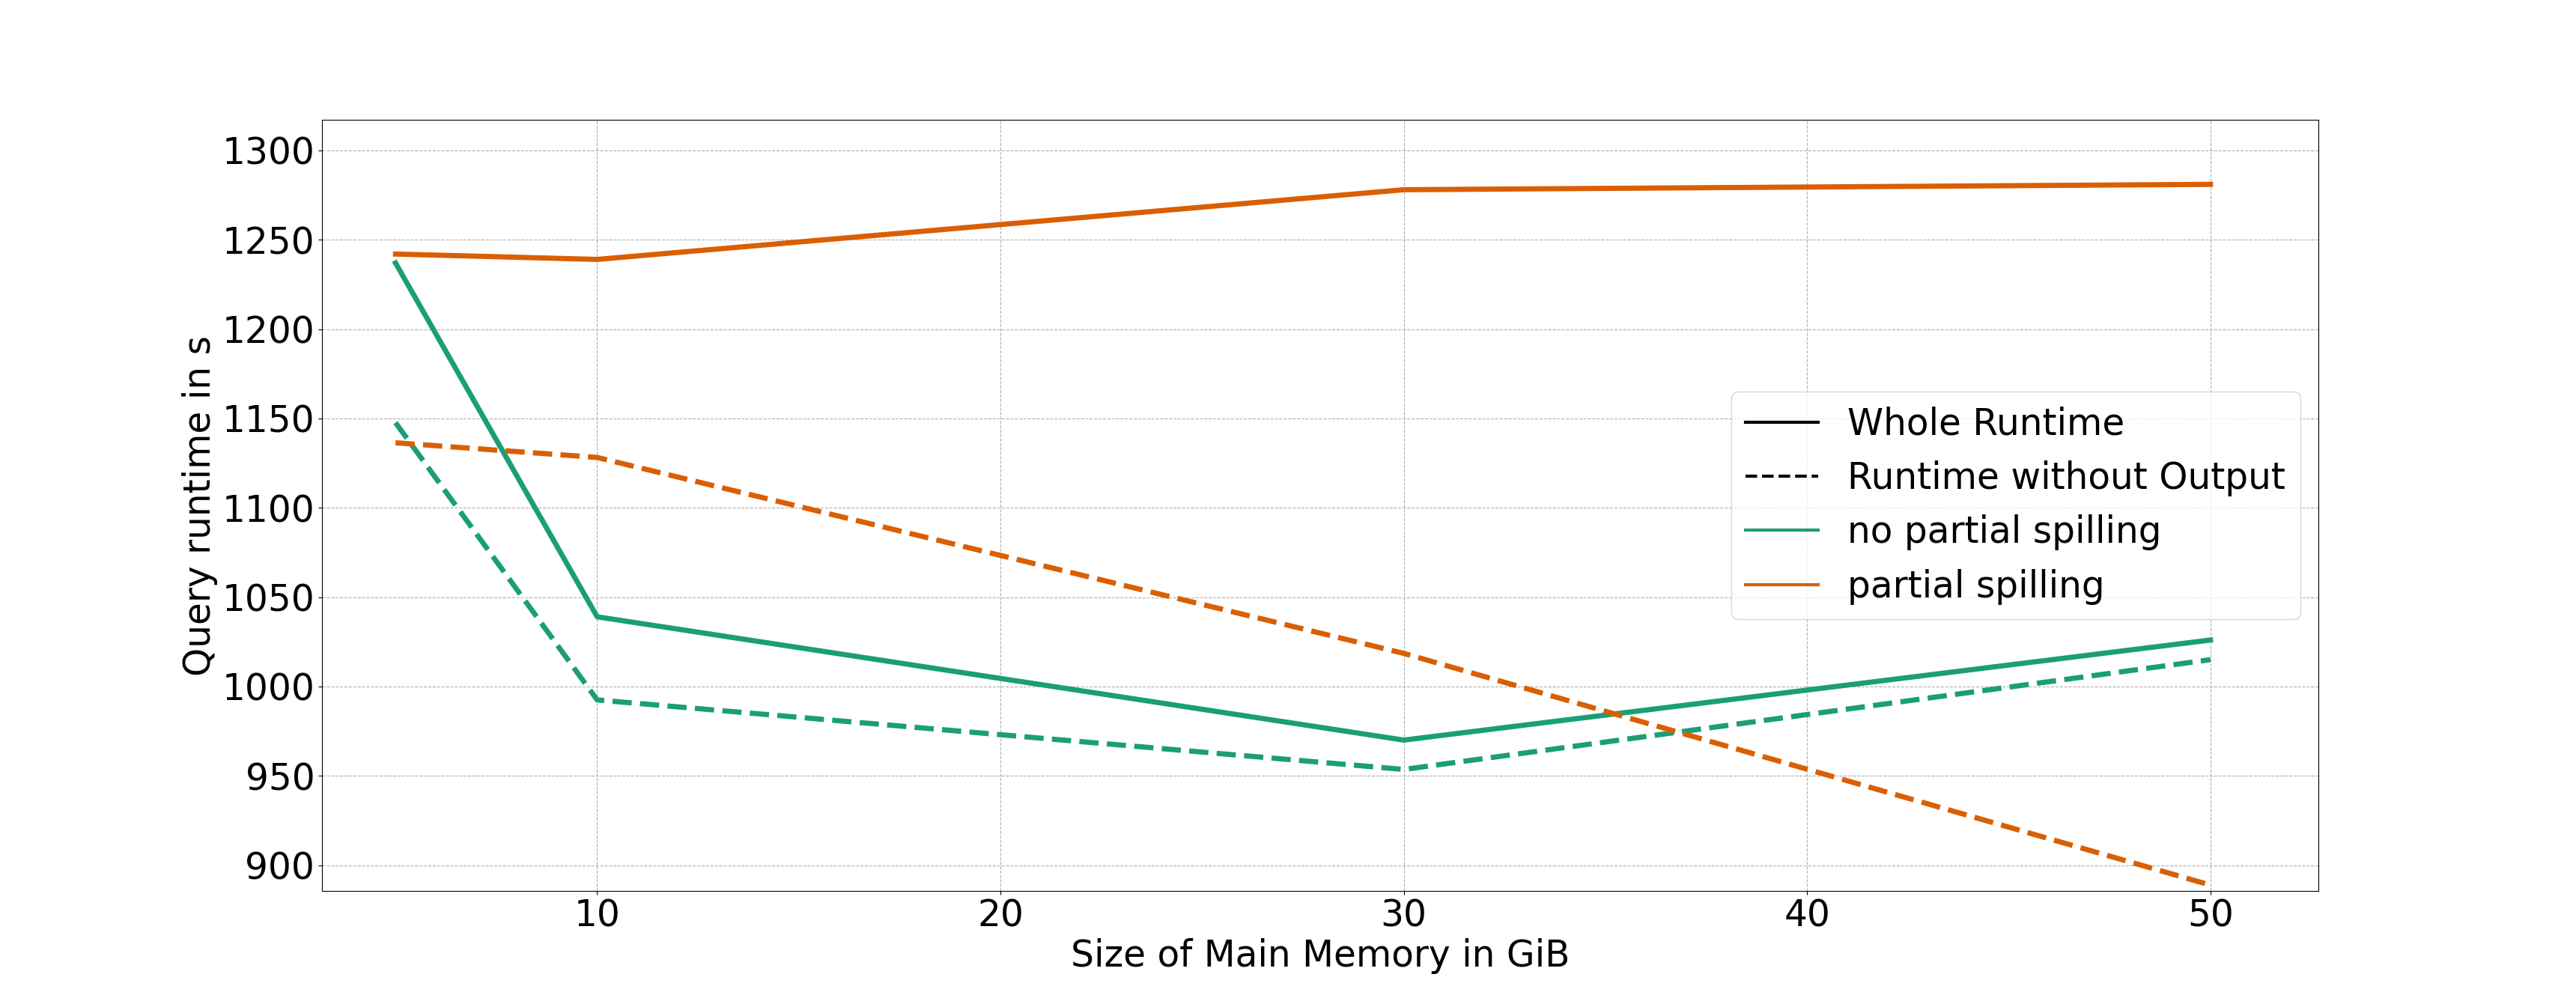 1300
1250
1200
1150
1100
1050
1000
950
900
Query runtime in s
Whole Runtime
Runtime without Output
no partial spilling
partial spilling
10 20 30 40 50
Size of Main Memory in GiB